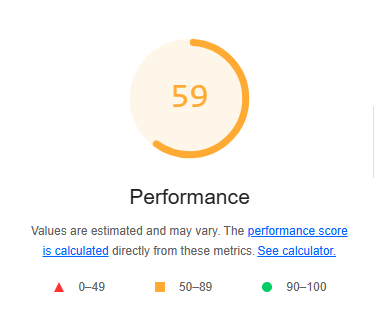 59
Performance
Values are estimated and may vary. The performance score
is calculated directly from these metrics. See calculator.
0–49 50–89 90–100